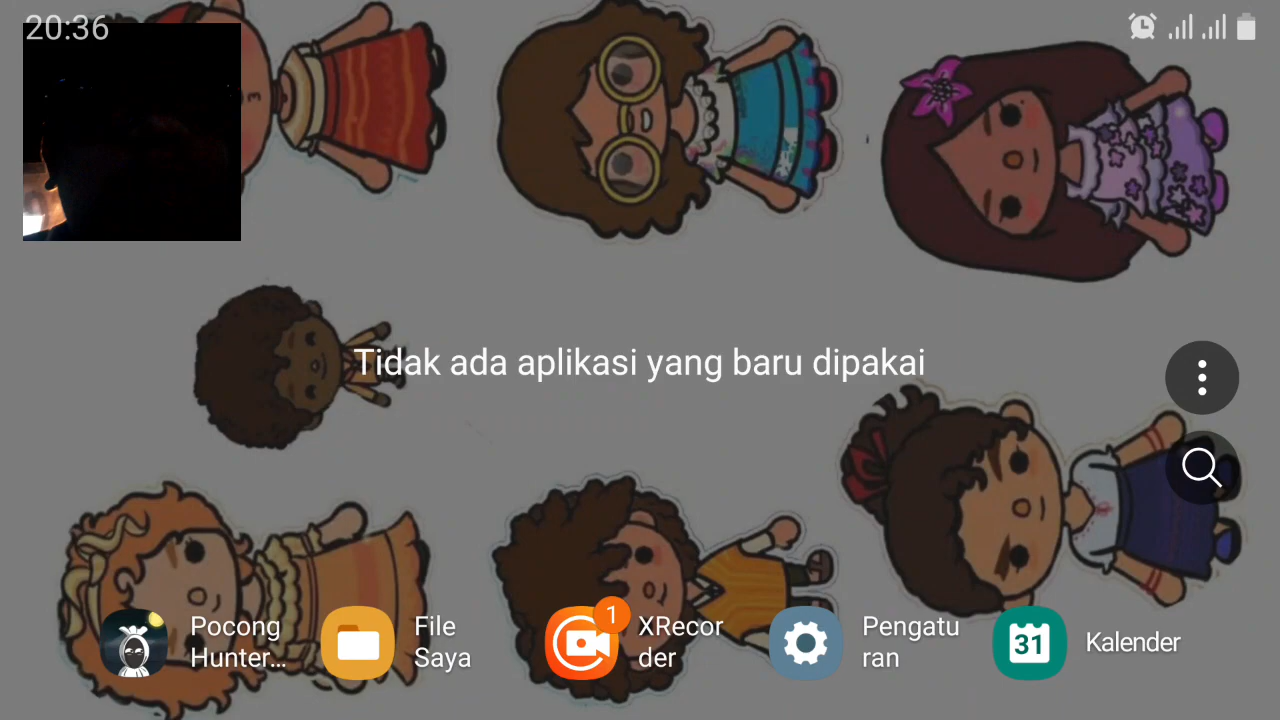 20:36
Tidak ada aplikasi yang baru dipakai
Pocong
Hunter...
File
Saya
1
XRecor
der
Pengatu
ran
31
Kalender